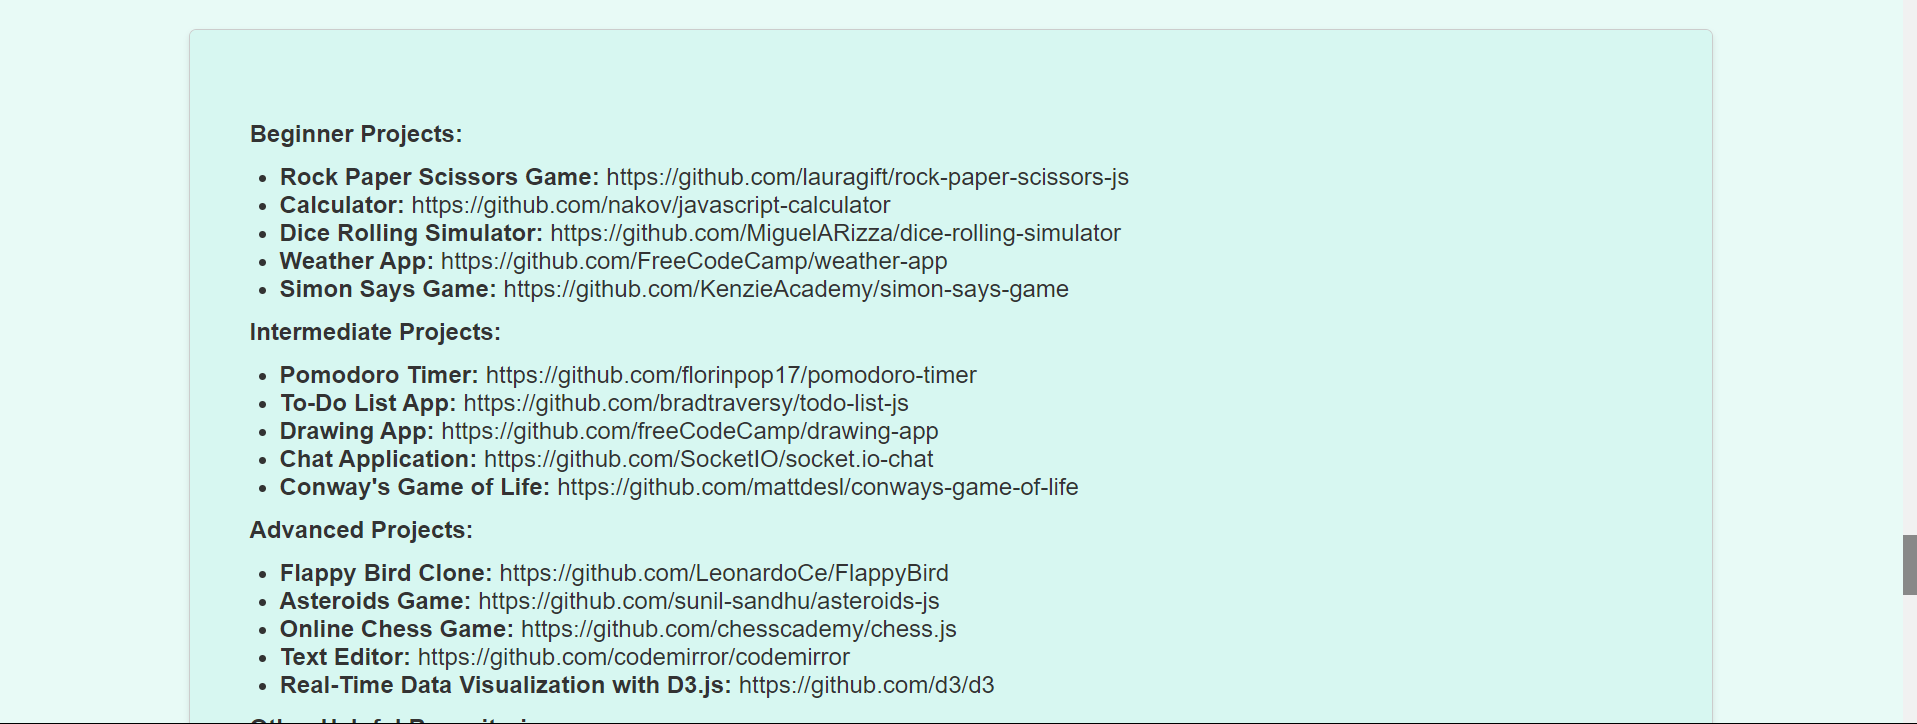 Beginner Projects:
Rock Paper Scissors Game: https://github.com/lauragift/rock-paper-scissors-js
Calculator: https://github.com/nakov/javascript-calculator
Dice Rolling Simulator: https://github.com/MiguelARizza/dice-rolling-simulator
Weather App: https://github.com/FreeCodeCamp/weather-app
Simon Says Game: https://github.com/KenzieAcademy/simon-says-game
Intermediate Projects:
Pomodoro Timer: https://github.com/florinpop17/pomodoro-timer
To-Do List App: https://github.com/bradtraversy/todo-list-js
Drawing App: https://github.com/freeCodeCamp/drawing-app
Chat Application: https://github.com/SocketIO/socket.io-chat
Conway's Game of Life: https://github.com/mattdesl/conways-game-of-life
Advanced Projects:
Flappy Bird Clone: https://github.com/LeonardoCe/FlappyBird
Asteroids Game: https://github.com/sunil-sandhu/asteroids-js
Online Chess Game: https://github.com/chesscademy/chess.js
Text Editor: https://github.com/codemirror/codemirror
Real-Time Data Visualization with D3.js: https://github.com/d3/d3